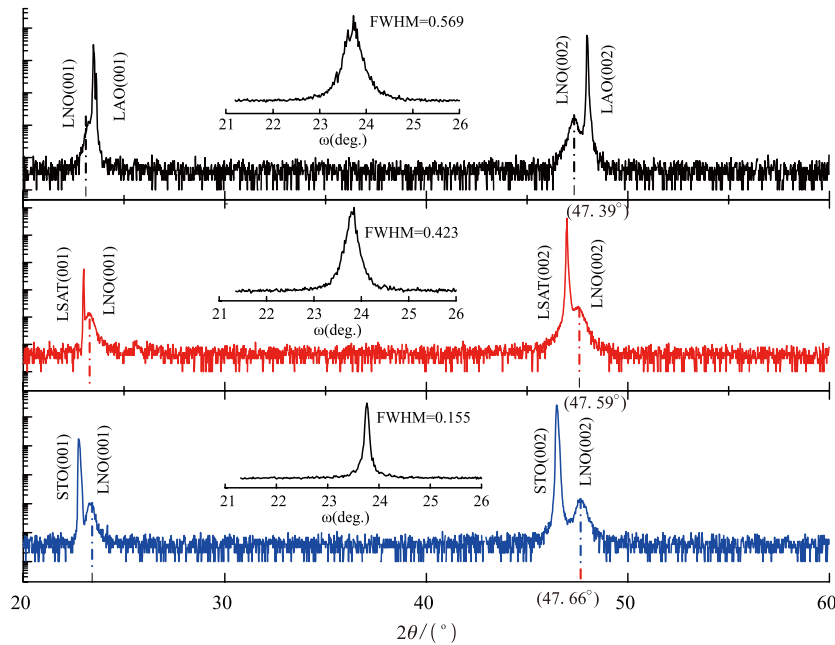 FWHM=0.569
LNO(001)
LAO(001)
LNO(002)
LAO(002)
21 22 23 24 25 26
ω(deg.)
(47. 39°)
FWHM=0.423
LSAT(001)
LNO(001)
LSAT(002)
LNO(002)
21 22 23 24 25 26
ω(deg.)
(47. 59°)
FWHM=0.155
STO(001)
LNO(001)
STO(002)
LNO(002)
21 22 23 24 25 26
ω(deg.)
20 30 40 50 60
(47. 66°)
2θ/(°)